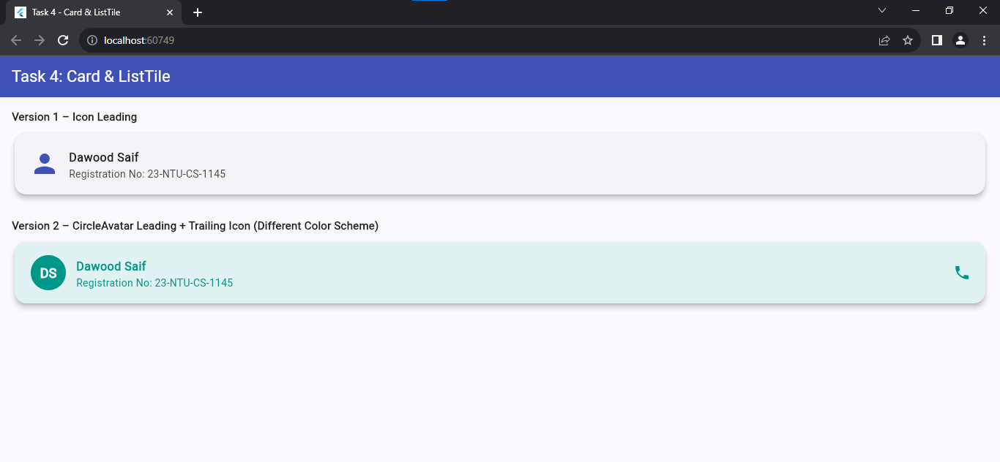 Task 4 - Card & ListTile
localhost:60749
Task 4: Card & ListTile
Version 1 – Icon Leading
Dawood Saif
Registration No: 23-NTU-CS-1145
Version 2 – CircleAvatar Leading + Trailing Icon (Different Color Scheme)
DS
Dawood Saif
Registration No: 23-NTU-CS-1145